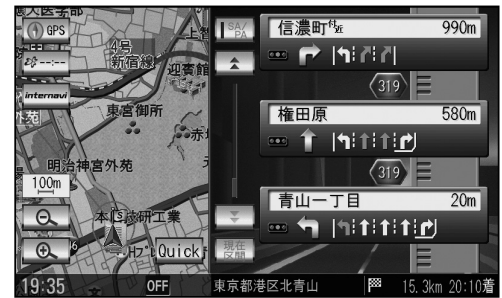 GPS
4号
新宿線
迎賓館
--:--
internavi
東宮御所
明治神宮外苑
100m
本田技研工業
Quick
19:35
OFF
SA/
PA
現在
区間
信濃町付近 990m
319
権田原 580m
319
青山一丁目 20m
東京都港区北青山
15.3km 20:10着